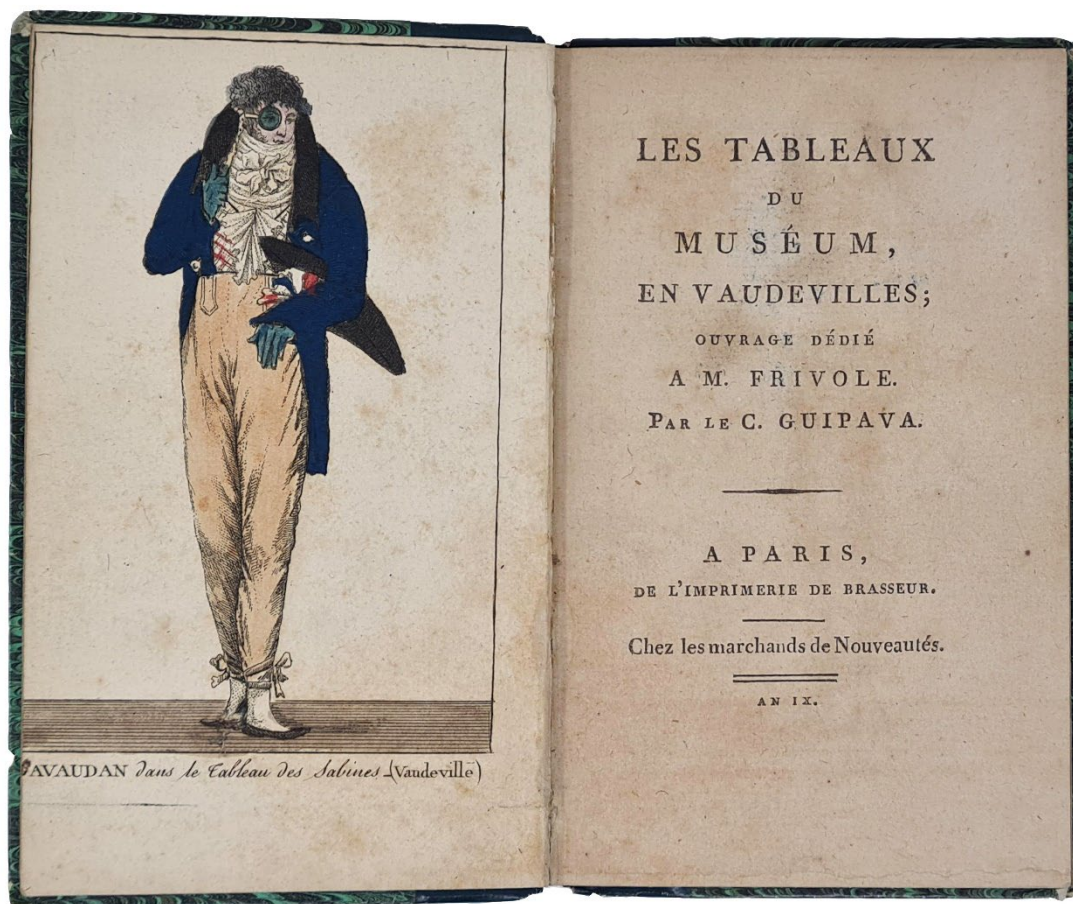 GAVAUDAN dans le Tableau des Sabines_(Vaudeville)
LES TABLEAUX
DU
MUSÉUM,
EN VAUDEVILLES;
OUVRAGE DÉDIÉ
A M. FRIVOLE.
PAR LE C. GUIPAVA.
A PARIS,
DE L'IMPRIMERIE DE BRASSEUR.
Chez les marchands de Nouveautés.
AN IX.